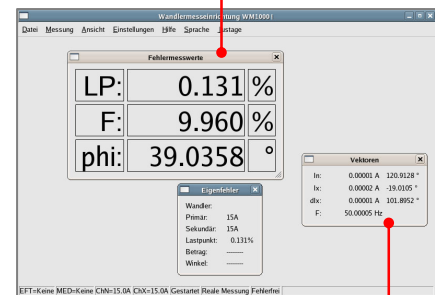 Wandlermesseinrichtung WM1000I
Datei Messung Ansicht Einstellungen Hilfe Sprache Justage
Fehlermesswerte
LP: 0.131 %
F: 9.960 %
phi: 39.0358 °
Vektoren
In: 0.00001 A 120.9128 °
Ix: 0.00002 A -19.0105 °
dIx: 0.00001 A 101.8952 °
F: 50.00005 Hz
Eigenfehler
Wandler:
Primär: 15A
Sekundär: 15A
Lastpunkt: 0.131%
Betrag: -------
Winkel: -------
EFT=Keine MED=Keine ChN=15.0A ChX=15.0A Gestartet Reale Messung Fehlerfrei